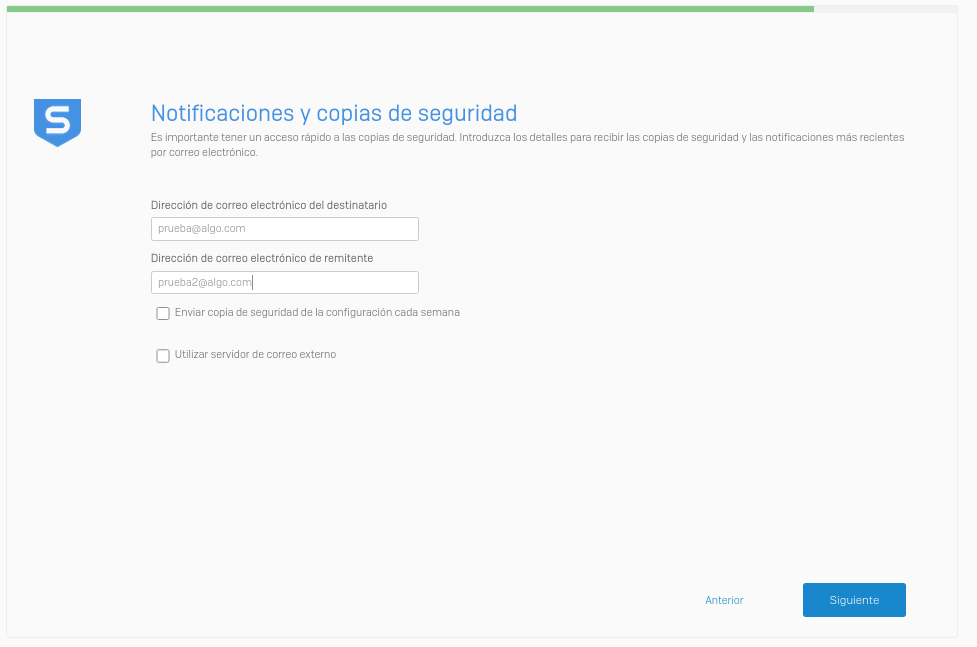 S
Notificaciones y copias de seguridad
Es importante tener un acceso rápido a las copias de seguridad. Introduzca los detalles para recibir las copias de seguridad y las notificaciones más recientes
por correo electrónico.
Dirección de correo electrónico del destinatario
prueba@algo.com
Dirección de correo electrónico de remitente
prueba2@algo.com
Enviar copia de seguridad de la configuración cada semana
Utilizar servidor de correo externo
Anterior
Siguiente